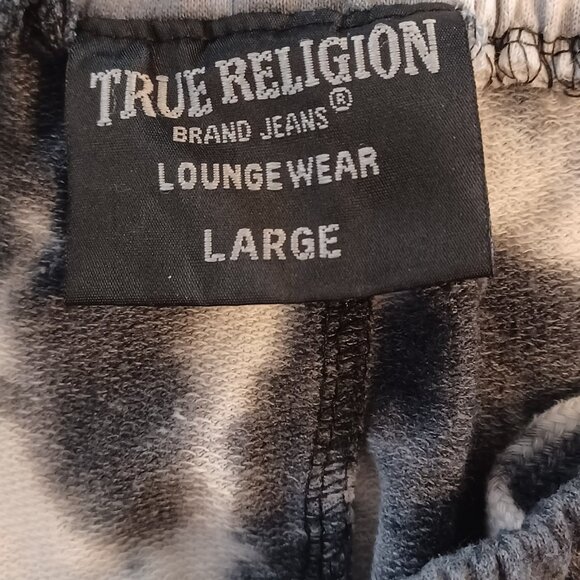 TRUE RELIGION
BRAND JEANS®
LOUNGE WEAR
LARGE